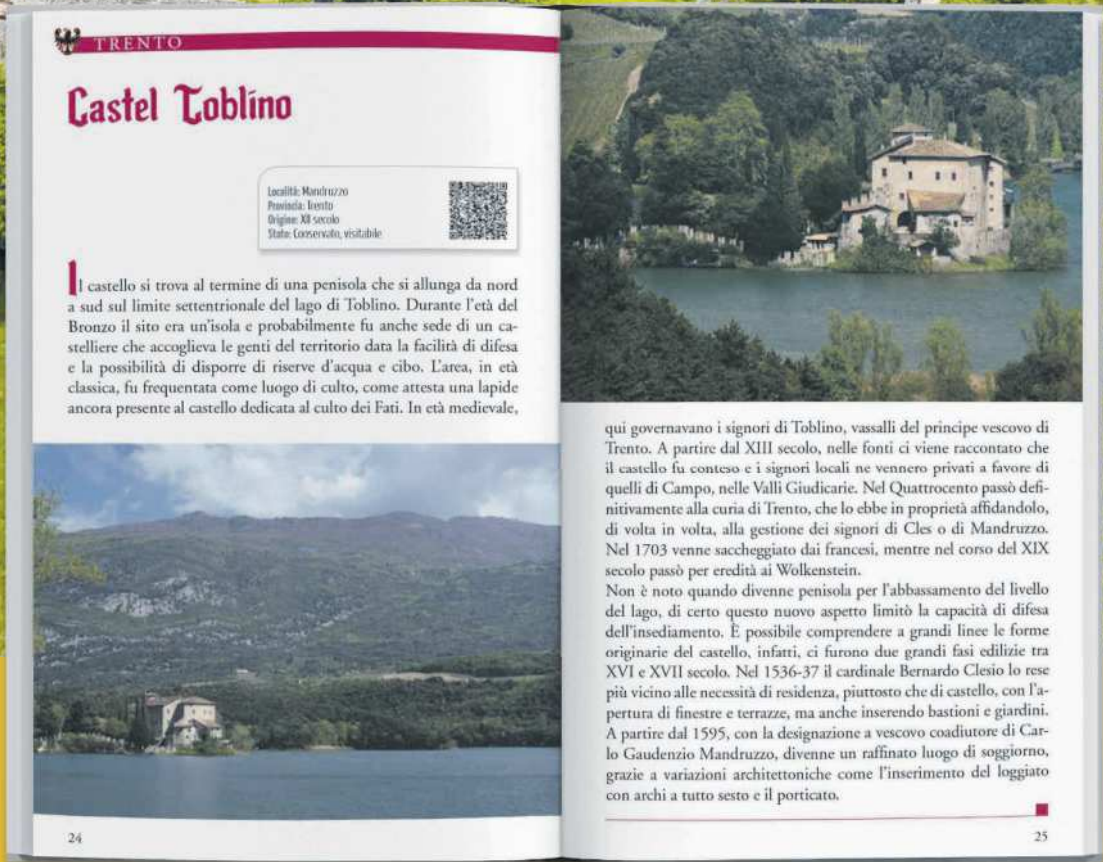 TRENTO
Castel Toblino
Località: Mandruzzo
Provincia: Trento
Origine: XII secolo
Stato: Conservato, visitabile
Il castello si trova al termine di una penisola che si allunga da nord
a sud sul limite settentrionale del lago di Toblino. Durante l'età del
Bronzo il sito era un'isola e probabilmente fu anche sede di un ca-
stelliere che accoglieva le genti del territorio data la facilità di difesa
e la possibilità di disporre di riserve d'acqua e cibo. L'area, in età
classica, fu frequentata come luogo di culto, come attesta una lapide
ancora presente al castello dedicata al culto dei Fati. In età medievale,
24
qui governavano i signori di Toblino, vassalli del principe vescovo di
Trento. A partire dal XIII secolo, nelle fonti ci viene raccontato che
il castello fu conteso e i signori locali ne vennero privati a favore di
quelli di Campo, nelle Valli Giudicarie. Nel Quattrocento passò defi-
nitivamente alla curia di Trento, che lo ebbe in proprietà affidandolo,
di volta in volta, alla gestione dei signori di Cles o di Mandruzzo.
Nel 1703 venne saccheggiato dai francesi, mentre nel corso del XIX
secolo passò per eredità ai Wolkenstein.
Non è noto quando divenne penisola per l'abbassamento del livello
del lago, di certo questo nuovo aspetto limitò la capacità di difesa
dell'insediamento. È possibile comprendere a grandi linee le forme
originarie del castello, infatti, ci furono due grandi fasi edilizie tra
XVI e XVII secolo. Nel 1536-37 il cardinale Bernardo Clesio lo rese
più vicino alle necessità di residenza, piuttosto che di castello, con l'a-
pertura di finestre e terrazze, ma anche inserendo bastioni e giardini.
A partire dal 1595, con la designazione a vescovo coadiutore di Car-
lo Gaudenzio Mandruzzo, divenne un raffinato luogo di soggiorno,
grazie a variazioni architettoniche come l'inserimento del loggiato
con archi a tutto sesto e il porticato.
25